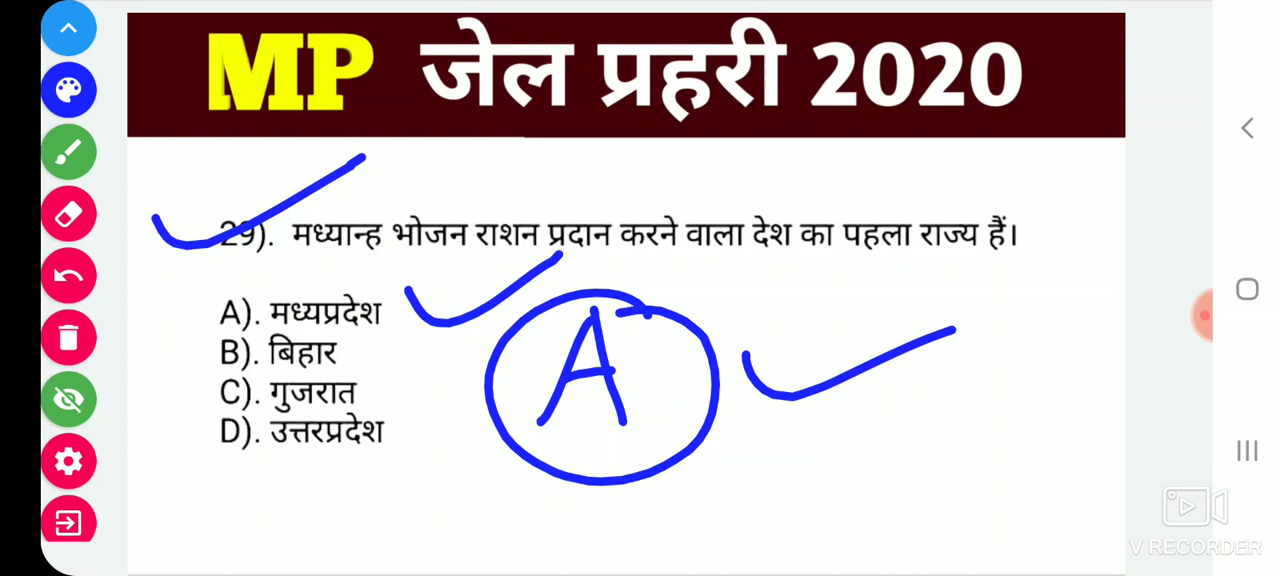 MP जेल प्रहरी 2020
29). मध्यान्ह भोजन राशन प्रदान करने वाला देश का पहला राज्य हैं।
A). मध्यप्रदेश
A
B). बिहार
C). गुजरात
D). उत्तरप्रदेश
V RECORDER